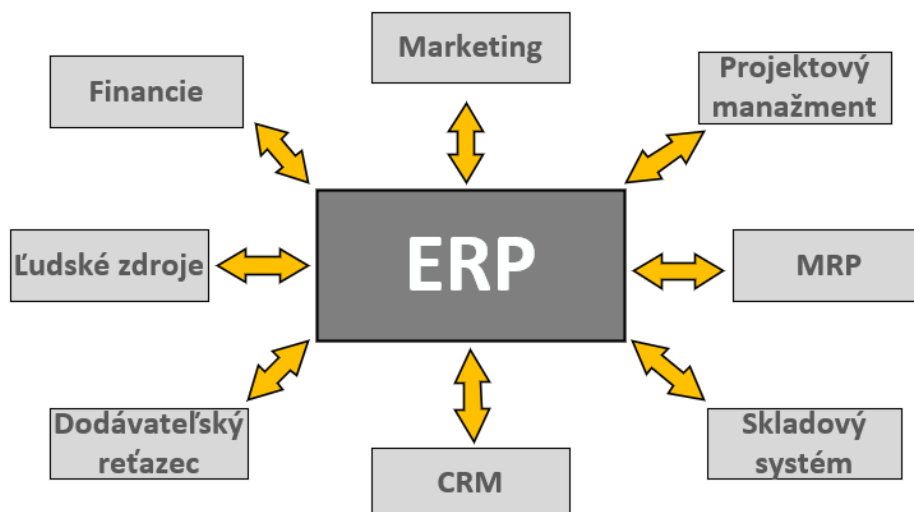 Marketing
Financie
Projektový
manažment
ERP
Ľudské zdroje
MRP
Dodávateľský
reťazec
CRM
Skladový
systém